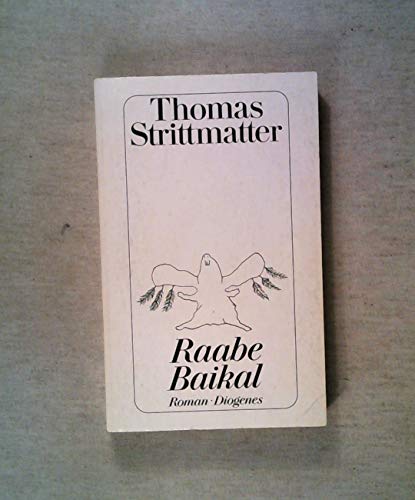 Thomas
Strittmatter
Raabe
Baikal
Roman · Diogenes